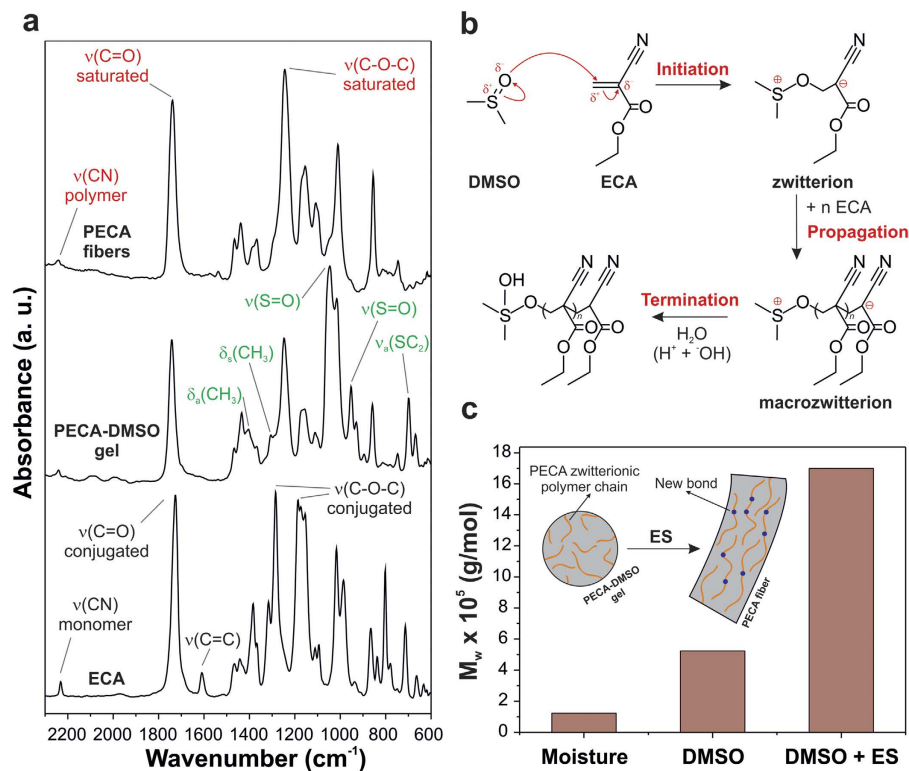 a
ν(C=O)
saturated
ν(C-O-C)
saturated
ν(CN)
polymer
PECA
fibers
ν(S=O)
ν(S=O)
νₐ(SC₂)
δₛ(CH₃)
δₐ(CH₃)
PECA-DMSO
gel
ν(C-O-C)
conjugated
ν(C=O)
conjugated
ν(CN)
monomer
ν(C=C)
ECA
Absorbance (a. u.)
2200 2000 1800 1600 1400 1200 1000 800 600
Wavenumber (cm⁻¹)
b
δ⁻
O
δ⁺
S
DMSO
N
δ⁻
δ⁺
O
O
ECA
Initiation
N
⊕
S
O
⊖
O
O
zwitterion
+ n ECA
Propagation
N N
⊕
S
O
⊖
n
O
O
O
O
macrozwitterion
Termination
H₂O
(H⁺ + ⁻OH)
N N
OH
S
O
n
O
O
O
O
c
18
16
14
12
10
8
6
4
2
0
M_w x 10⁵ (g/mol)
PECA zwitterionic
polymer chain
New bond
ES
PECA-DMSO
gel
PECA fiber
Moisture DMSO DMSO + ES